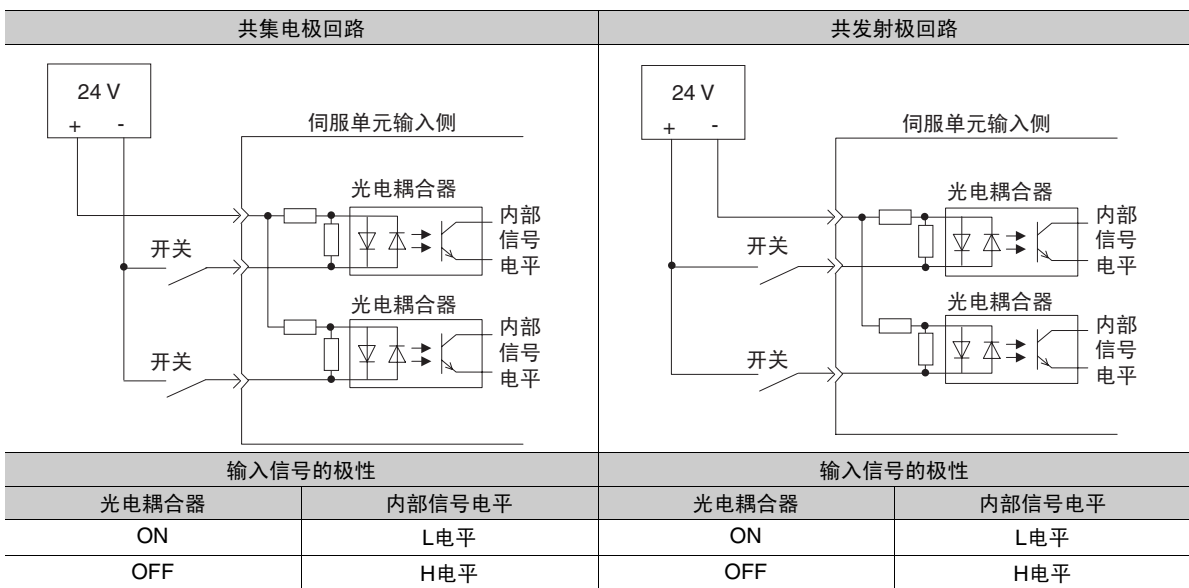 共集电极回路
共发射极回路
24 V
+ -
伺服单元输入侧
光电耦合器
内部
信号
电平
开关
光电耦合器
内部
信号
电平
开关
24 V
+ -
伺服单元输入侧
光电耦合器
内部
信号
电平
开关
光电耦合器
内部
信号
电平
开关
输入信号的极性 输入信号的极性
光电耦合器 内部信号电平 光电耦合器 内部信号电平
ON L电平 ON L电平
OFF H电平 OFF H电平